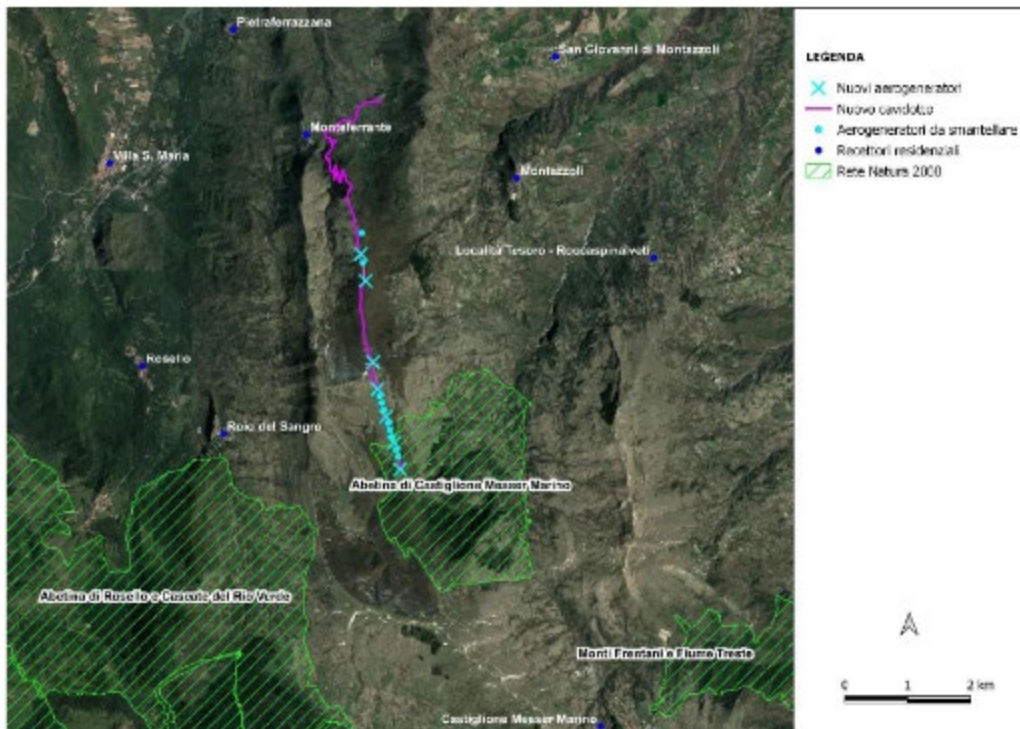 Pietraferrazzana
San Giovanni di Montazzoli
Monteferrante
Villa S. Maria
Montazzoli
Località Tesoro - Roccaspinalveti
Rosello
Roio del Sangro
Abetina di Castiglione Messer Marino
Abetina di Rosello e Cascate del Rio Verde
Monti Frentani e Fiume Treste
Castiglione Messer Marino
LEGENDA
Nuovi aerogeneratori
Nuovo cavidotto
Aerogeneratori da smantellare
Recettori residenziali
Rete Natura 2000
0 1 2 km